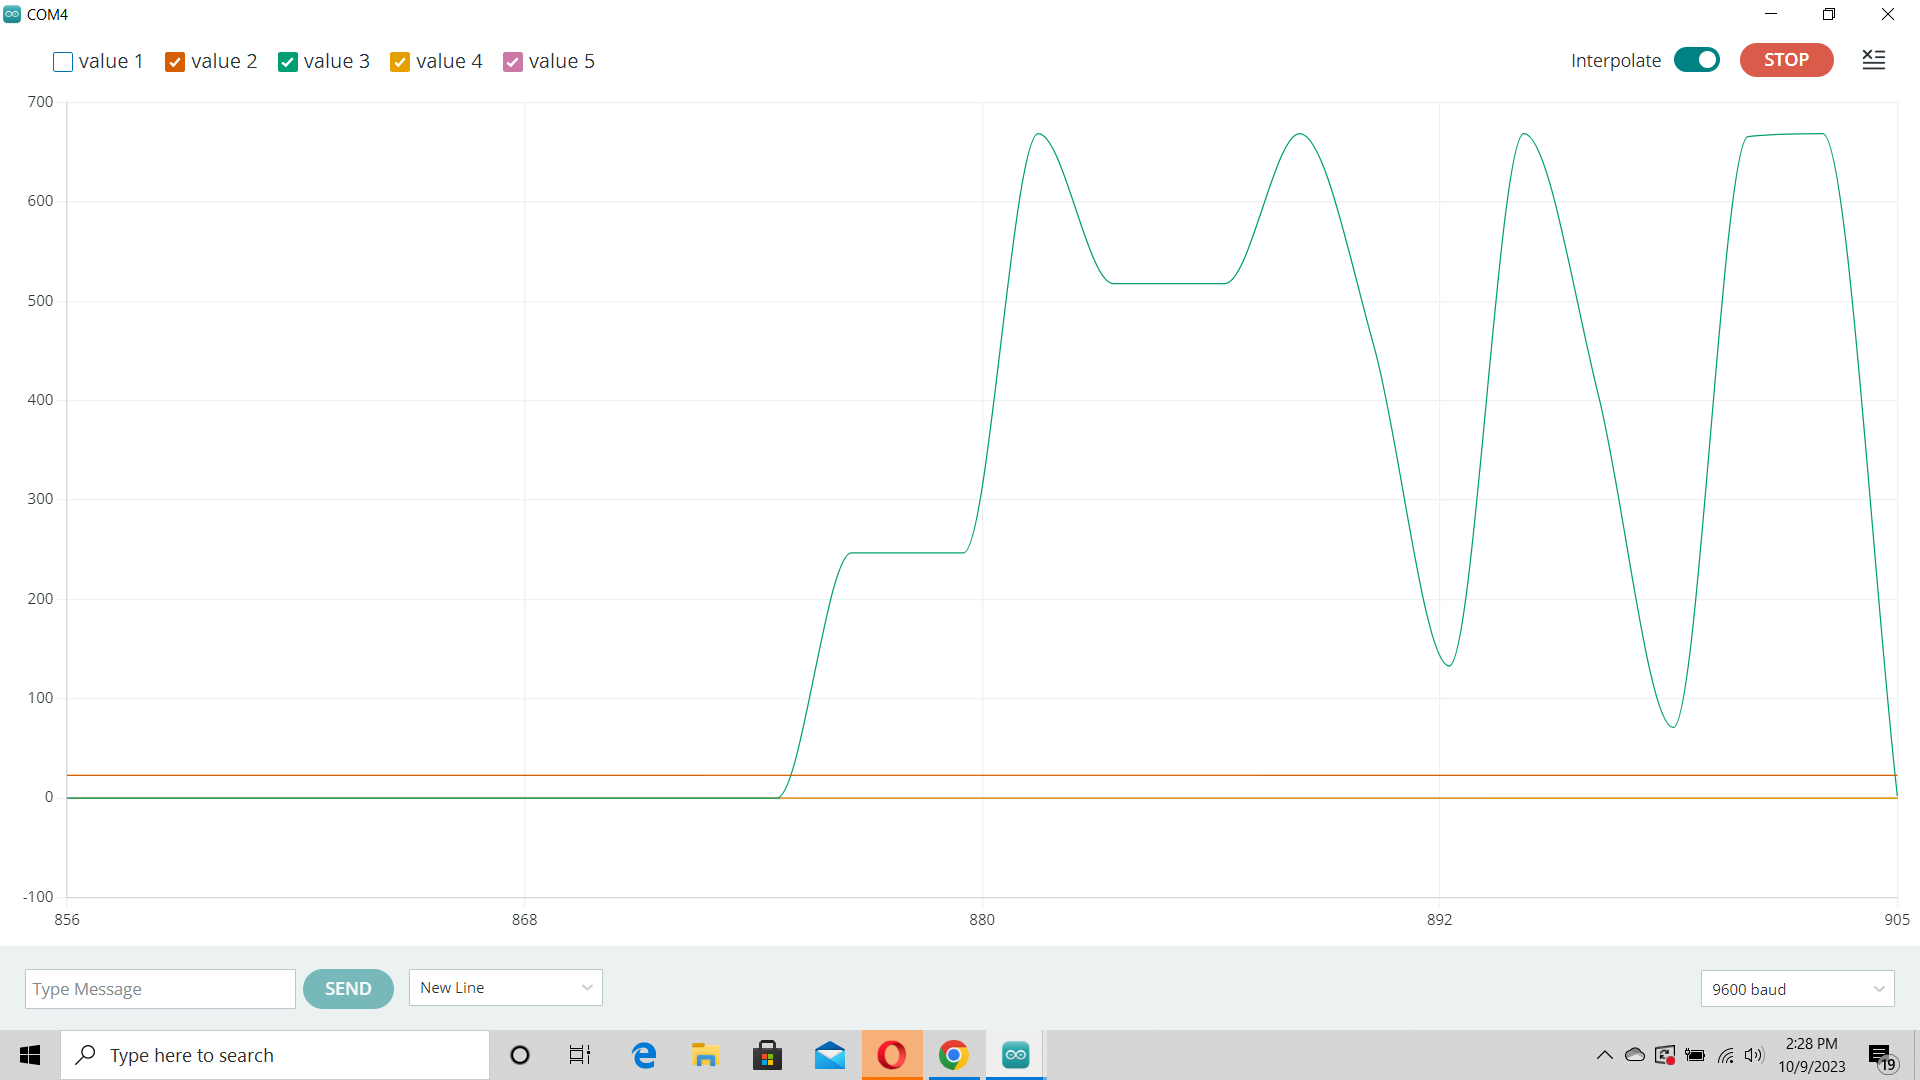 COM4
value 1 value 2 value 3 value 4 value 5
Interpolate STOP
700
600
500
400
300
200
100
0
-100
856 868 880 892 905
Type Message SEND New Line 9600 baud
Type here to search
2:28 PM
10/9/2023
19